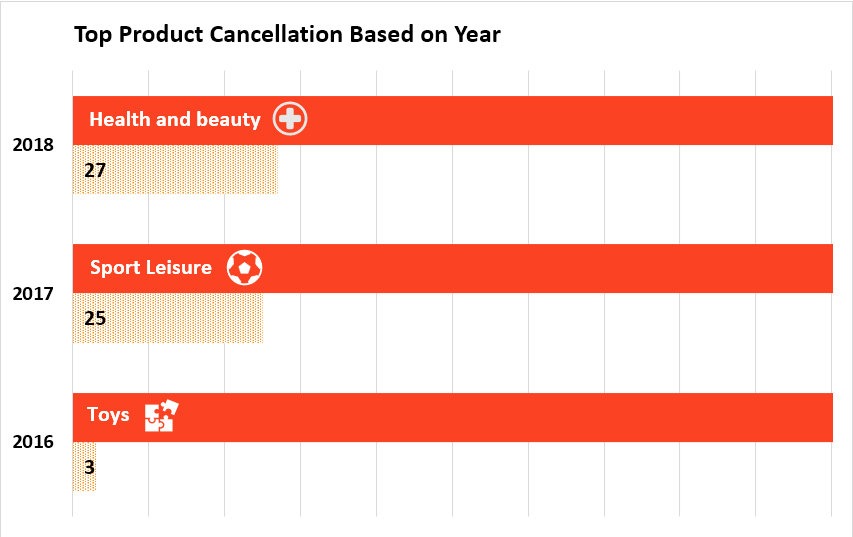 Top Product Cancellation Based on Year
Health and beauty
2018
27
Sport Leisure
2017
25
Toys
2016
3